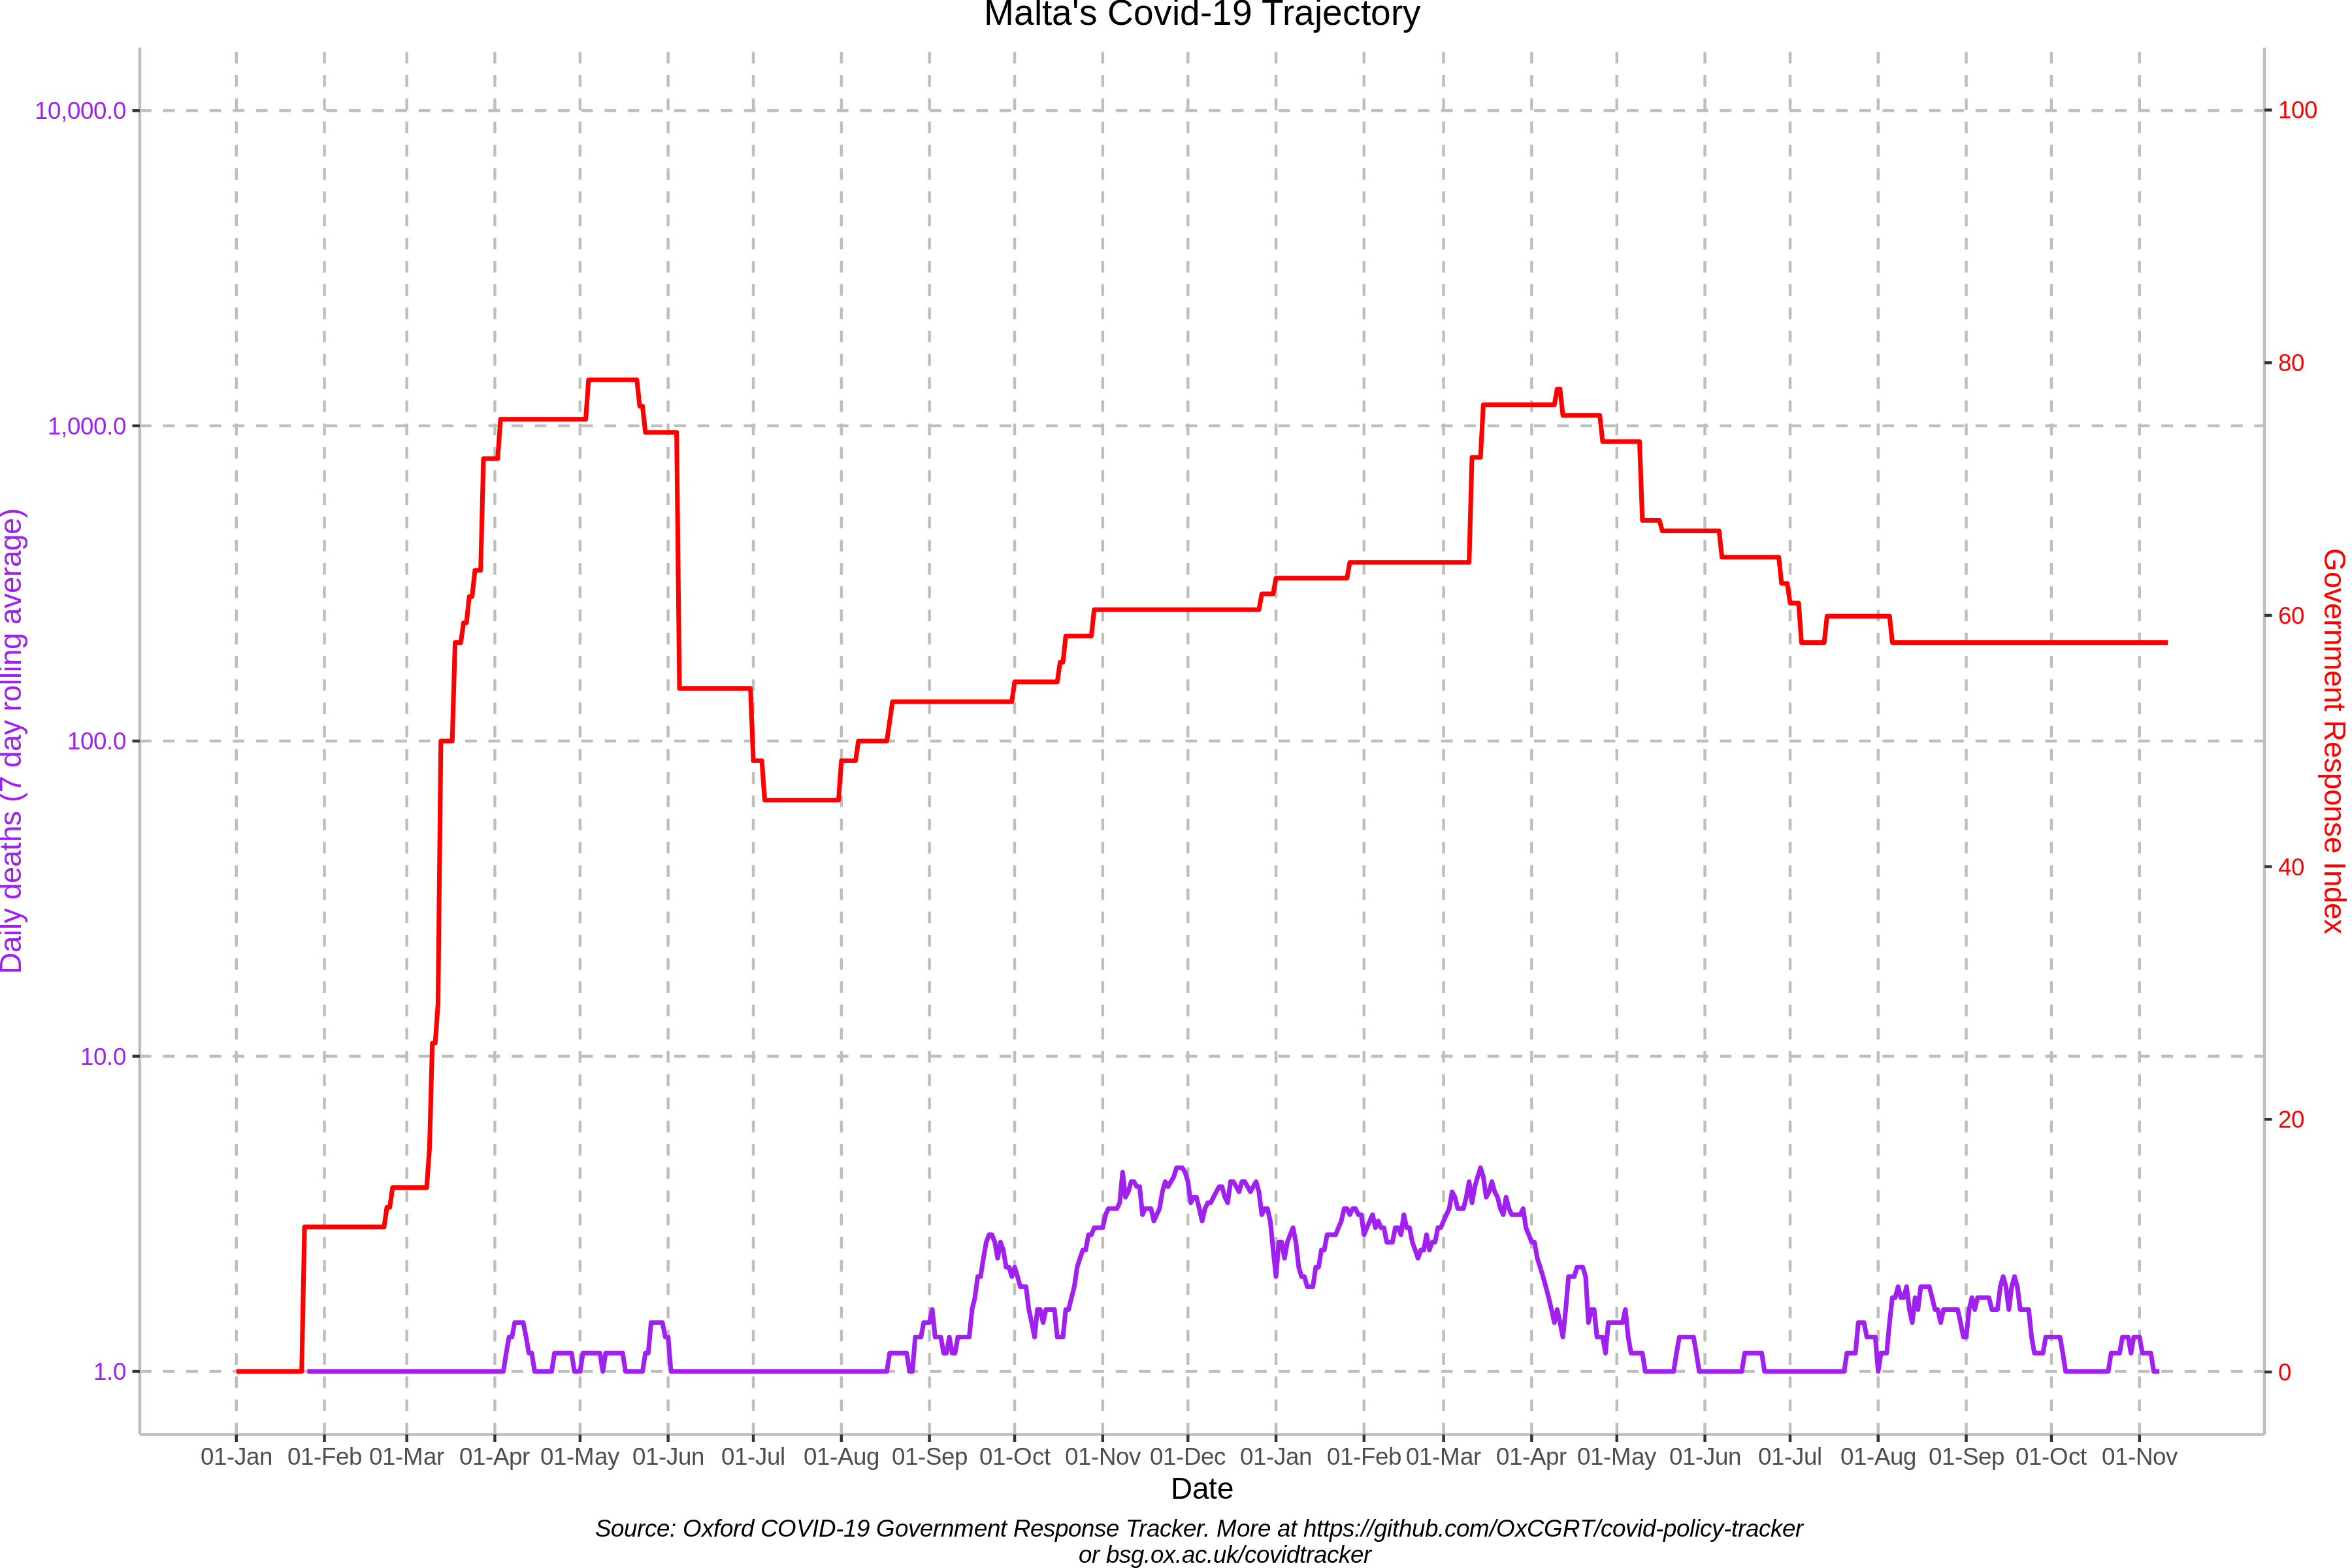 Malta's Covid-19 Trajectory
10,000.0
1,000.0
100.0
10.0
1.0
Daily deaths (7 day rolling average)
100
80
60
40
20
0
Government Response Index
01-Jan 01-Feb 01-Mar 01-Apr 01-May 01-Jun 01-Jul 01-Aug 01-Sep 01-Oct 01-Nov 01-Dec 01-Jan 01-Feb 01-Mar 01-Apr 01-May 01-Jun 01-Jul 01-Aug 01-Sep 01-Oct 01-Nov
Date
Source: Oxford COVID-19 Government Response Tracker. More at https://github.com/OxCGRT/covid-policy-tracker
or bsg.ox.ac.uk/covidtracker